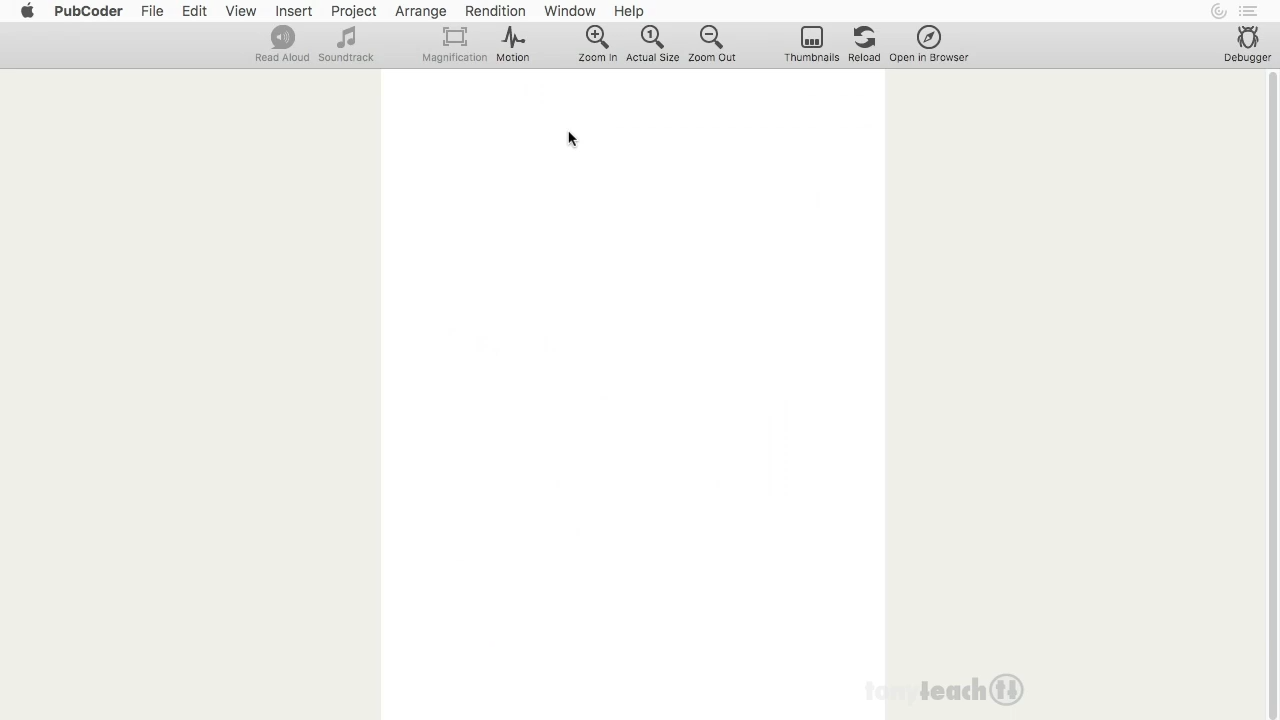 PubCoder File Edit View Insert Project Arrange Rendition Window Help
Read Aloud Soundtrack Magnification Motion Zoom In Actual Size Zoom Out Thumbnails Reload Open in Browser Debugger
tonyteach